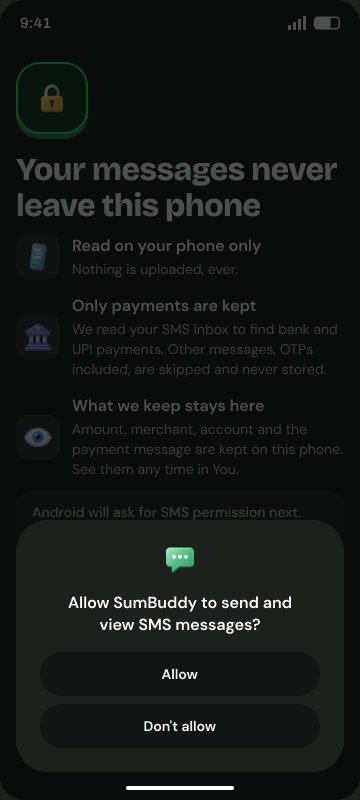 9:41
Your messages never
leave this phone
Read on your phone only
Nothing is uploaded, ever.
Only payments are kept
We read your SMS inbox to find bank and
UPI payments. Other messages, OTPs
included, are skipped and never stored.
What we keep stays here
Amount, merchant, account and the
payment message are kept on this phone.
See them any time in You.
Android will ask for SMS permission next.
Allow SumBuddy to send and
view SMS messages?
Allow
Don't allow